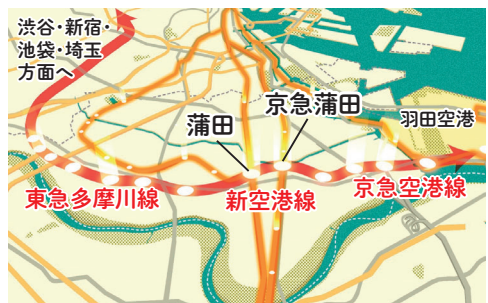 渋谷・新宿・
池袋・埼玉
方面へ
京急蒲田
蒲田
羽田空港
東急多摩川線
新空港線
京急空港線